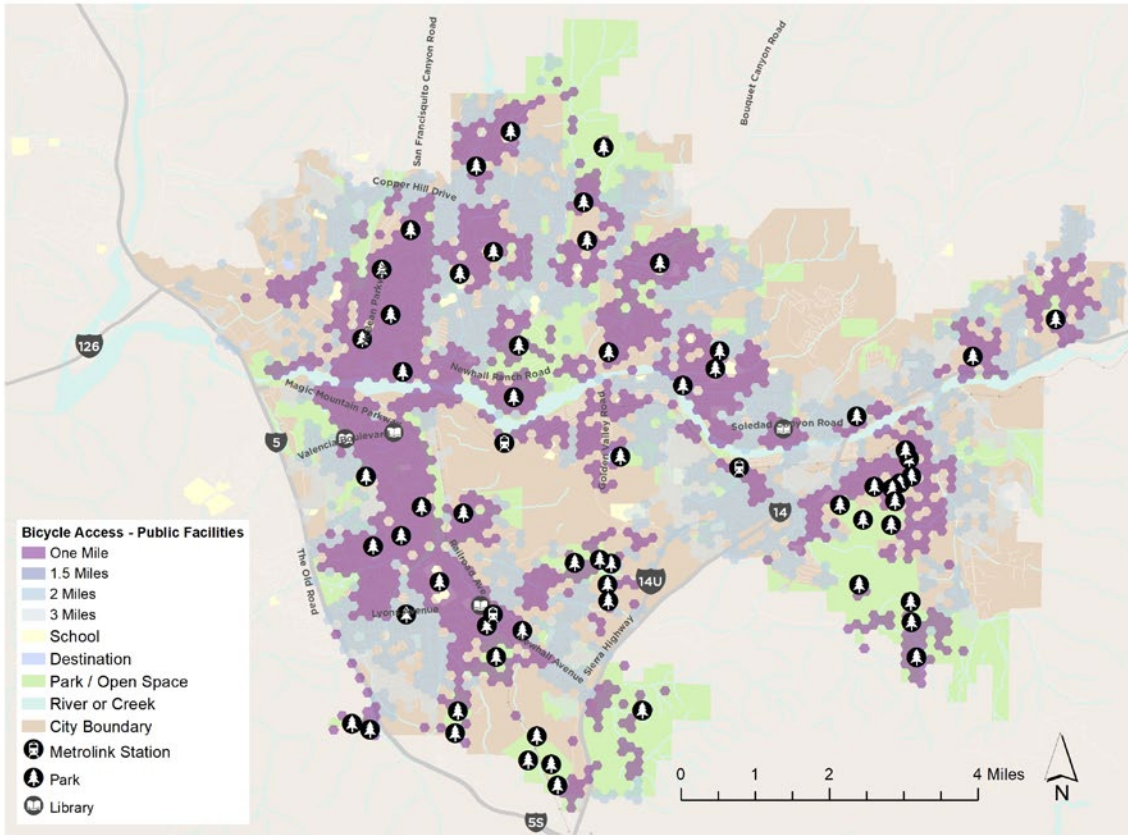 San Francisquito Canyon Road
Bouquet Canyon Road
Copper Hill Drive
126
Newhall Ranch Road
Magic Mountain Parkway
Valencia Boulevard
5
Golden Valley Road
Soledad Canyon Road
14
The Old Road
Railroad Ave
14U
Lyons Avenue
Sierra Highway
5S
Bicycle Access - Public Facilities
One Mile
1.5 Miles
2 Miles
3 Miles
School
Destination
Park / Open Space
River or Creek
City Boundary
Metrolink Station
Park
Library
0 1 2 4 Miles
N